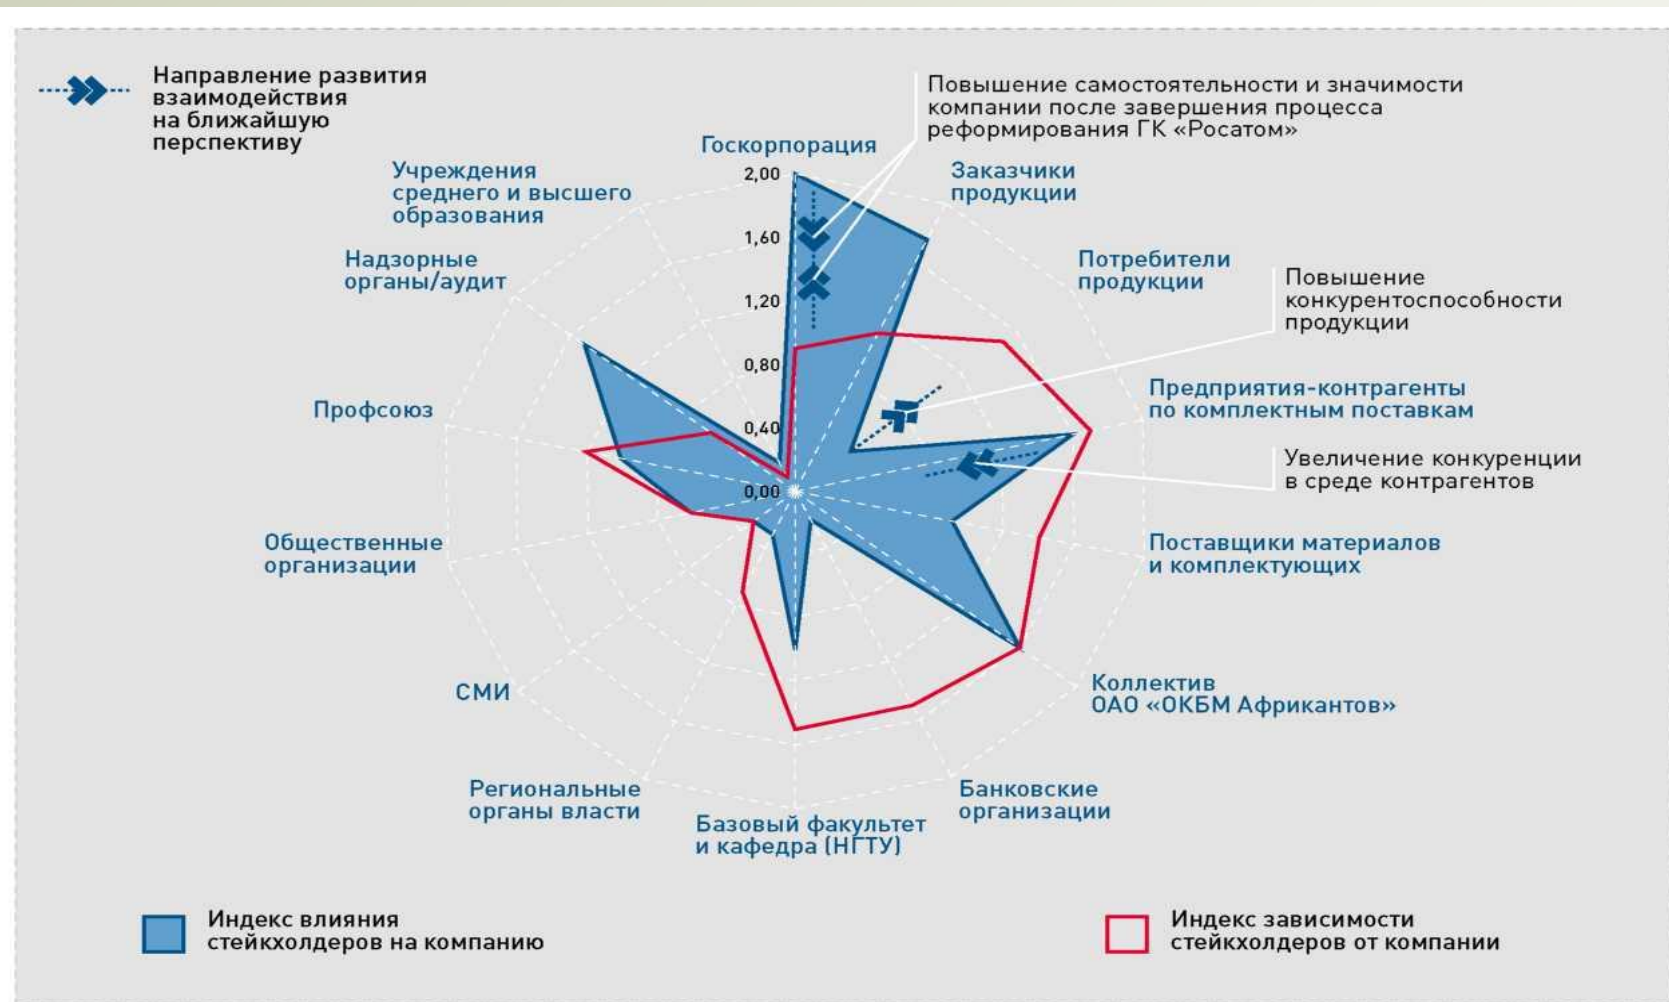 Направление развития
взаимодействия
на ближайшую
перспективу
Повышение самостоятельности и значимости
компании после завершения процесса
реформирования ГК «Росатом»
Госкорпорация
Учреждения
среднего и высшего
образования
Заказчики
продукции
2,00
1,60
1,20
0,80
0,40
0,00
Надзорные
органы/аудит
Потребители
продукции
Повышение
конкурентоспособности
продукции
Профсоюз
Предприятия-контрагенты
по комплектным поставкам
Увеличение конкуренции
в среде контрагентов
Общественные
организации
Поставщики материалов
и комплектующих
СМИ
Коллектив
ОАО «ОКБМ Африкантов»
Региональные
органы власти
Банковские
организации
Базовый факультет
и кафедра (НГТУ)
Индекс влияния
стейкхолдеров на компанию
Индекс зависимости
стейкхолдеров от компании